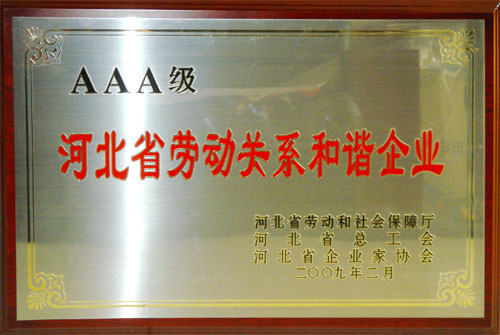 AAA级
河北省劳动关系和谐企业
河北省劳动和社会保障厅
河北省总工会
河北省企业家协会
二〇〇九年二月